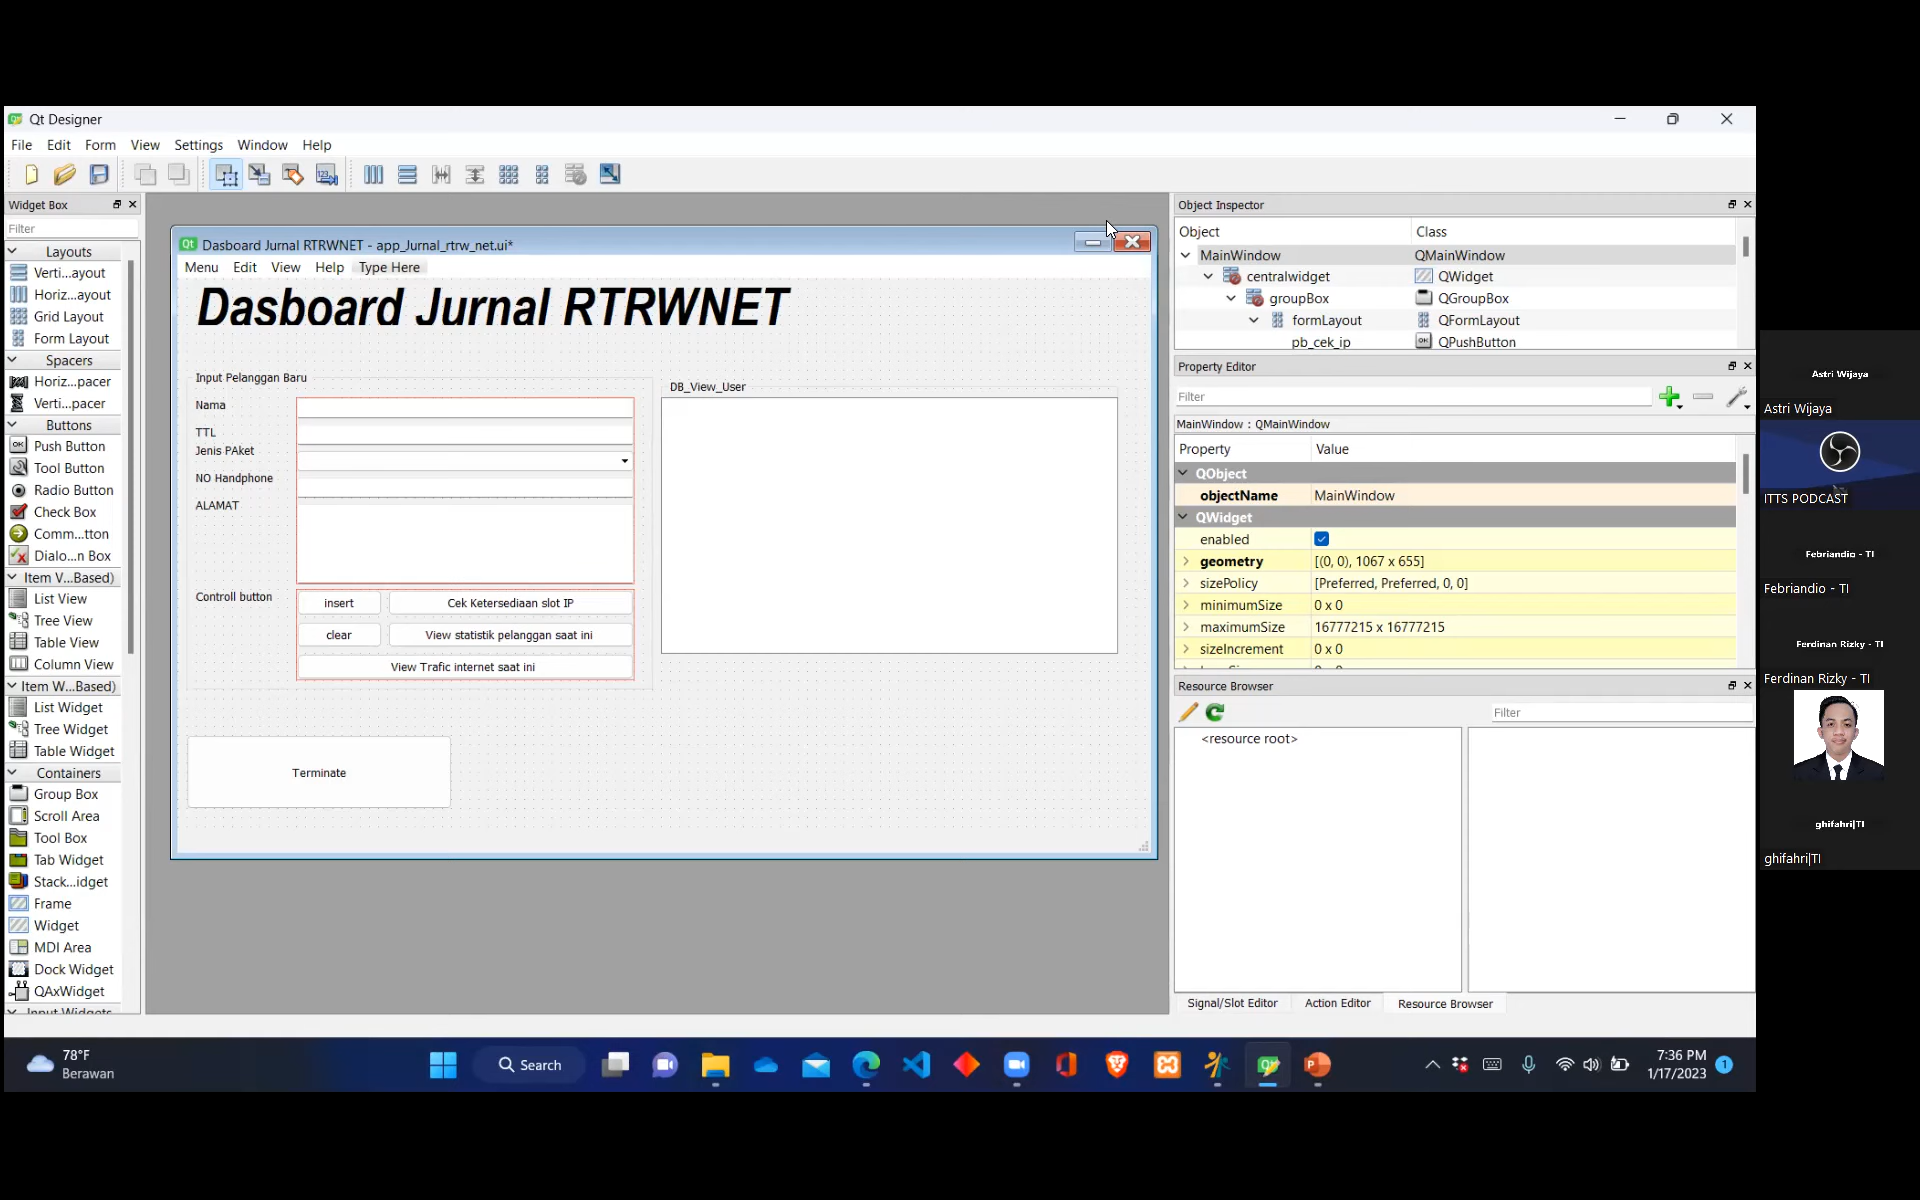 Qt Designer
File Edit Form View Settings Window Help
Widget Box
Filter
Layouts
Verti...ayout
Horiz...ayout
Grid Layout
Form Layout
Spacers
Horiz...pacer
Verti...pacer
Buttons
OK Push Button
Tool Button
Radio Button
Check Box
Comm...tton
Dialo...n Box
Item V...Based)
List View
Tree View
Table View
Column View
Item W...Based)
List Widget
Tree Widget
Table Widget
Containers
Group Box
Scroll Area
Tool Box
Tab Widget
Stack...idget
Frame
Widget
MDI Area
Dock Widget
QAxWidget
Input Widgets
Qt Dasboard Jurnal RTRWNET - app_Jurnal_rtrw_net.ui*
Menu Edit View Help Type Here
Dasboard Jurnal RTRWNET
Input Pelanggan Baru
Nama
TTL
Jenis PAket
NO Handphone
ALAMAT
Controll button
insert Cek Ketersediaan slot IP
clear View statistik pelanggan saat ini
View Trafic internet saat ini
Terminate
DB_View_User
Object Inspector
Object Class
MainWindow QMainWindow
centralwidget QWidget
groupBox QGroupBox
formLayout QFormLayout
pb_cek_ip OK QPushButton
Property Editor
Filter
MainWindow : QMainWindow
Property Value
QObject
objectName MainWindow
QWidget
enabled
geometry [(0, 0), 1067 x 655]
sizePolicy [Preferred, Preferred, 0, 0]
minimumSize 0 x 0
maximumSize 16777215 x 16777215
sizeIncrement 0 x 0
Resource Browser
Filter
<resource root>
Signal/Slot Editor Action Editor Resource Browser
Astri Wijaya
Astri Wijaya
ITTS PODCAST
Febriandio - TI
Febriandio - TI
Ferdinan Rizky - TI
Ferdinan Rizky - TI
ghifahri|TI
ghifahri|TI
78°F
Berawan
Search
7:36 PM
1/17/2023
1